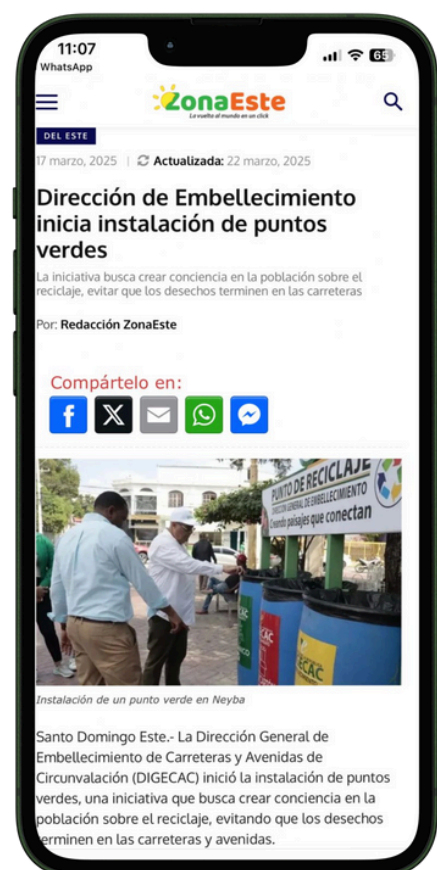 11:07
65
WhatsApp
ZonaEste
La vuelta al mundo en un click
DEL ESTE
17 marzo, 2025 | Actualizada: 22 marzo, 2025
Dirección de Embellecimiento
inicia instalación de puntos
verdes
La iniciativa busca crear conciencia en la población sobre el
reciclaje, evitar que los desechos terminen en las carreteras
Por: Redacción ZonaEste
Compártelo en:
PUNTO DE RECICLAJE
DIRECCIÓN GENERAL DE EMBELLECIMIENTO
Creando paisajes que conectan
Instalación de un punto verde en Neyba
Santo Domingo Este.- La Dirección General de
Embellecimiento de Carreteras y Avenidas de
Circunvalación (DIGECAC) inició la instalación de puntos
verdes, una iniciativa que busca crear conciencia en la
población sobre el reciclaje, evitando que los desechos
terminen en las carreteras y avenidas.